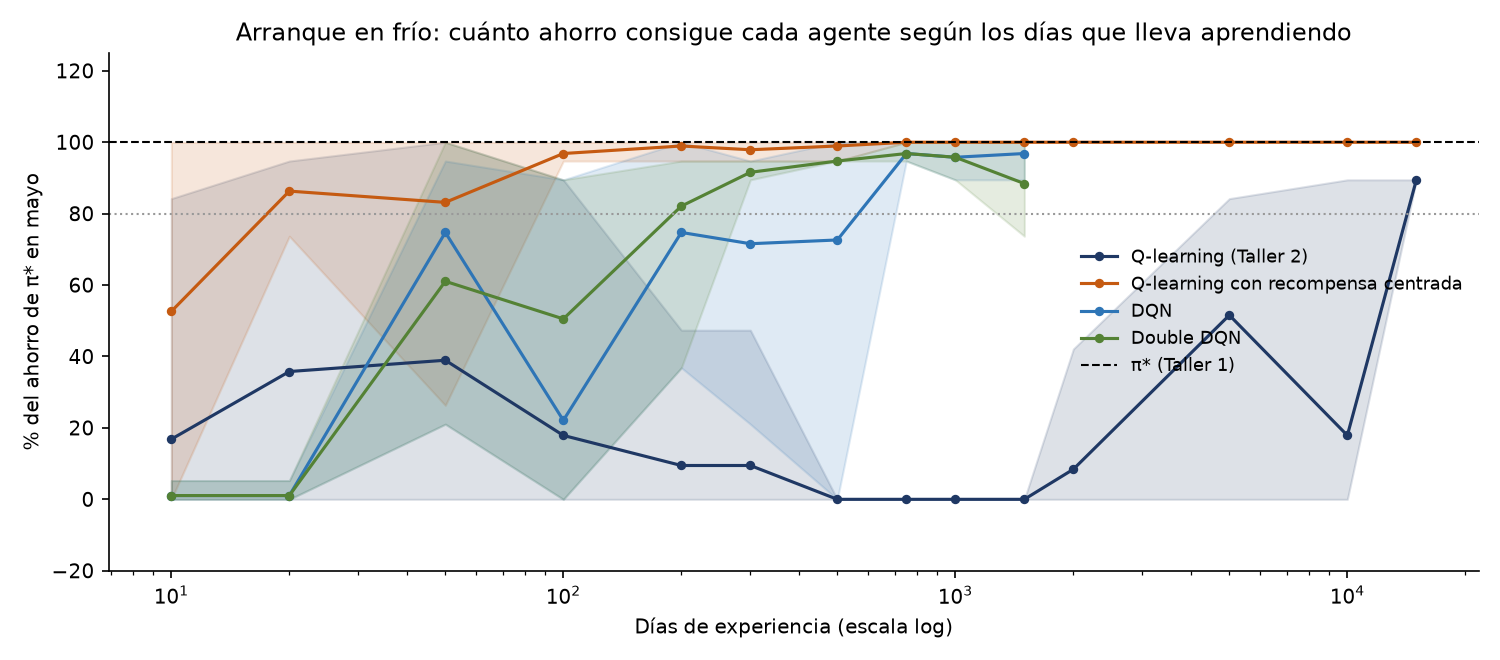 Arranque en frío: cuánto ahorro consigue cada agente según los días que lleva aprendiendo
% del ahorro de π* en mayo
120
100
80
60
40
20
0
−20
Q-learning (Taller 2)
Q-learning con recompensa centrada
DQN
Double DQN
π* (Taller 1)
10¹
10²
10³
10⁴
Días de experiencia (escala log)